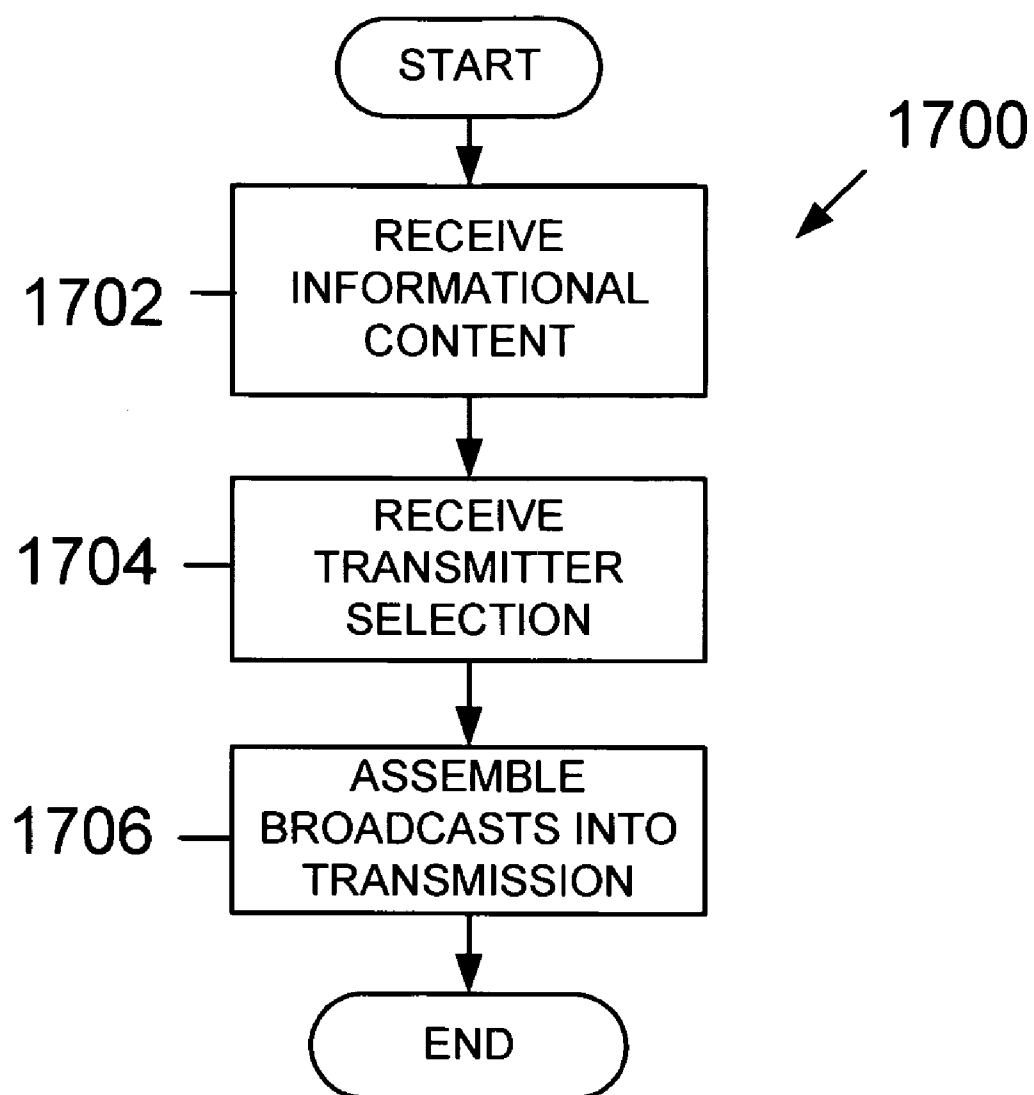 START
1700
RECEIVE
INFORMATIONAL
CONTENT
1702
RECEIVE
TRANSMITTER
SELECTION
1704
ASSEMBLE
BROADCASTS INTO
TRANSMISSION
1706
END